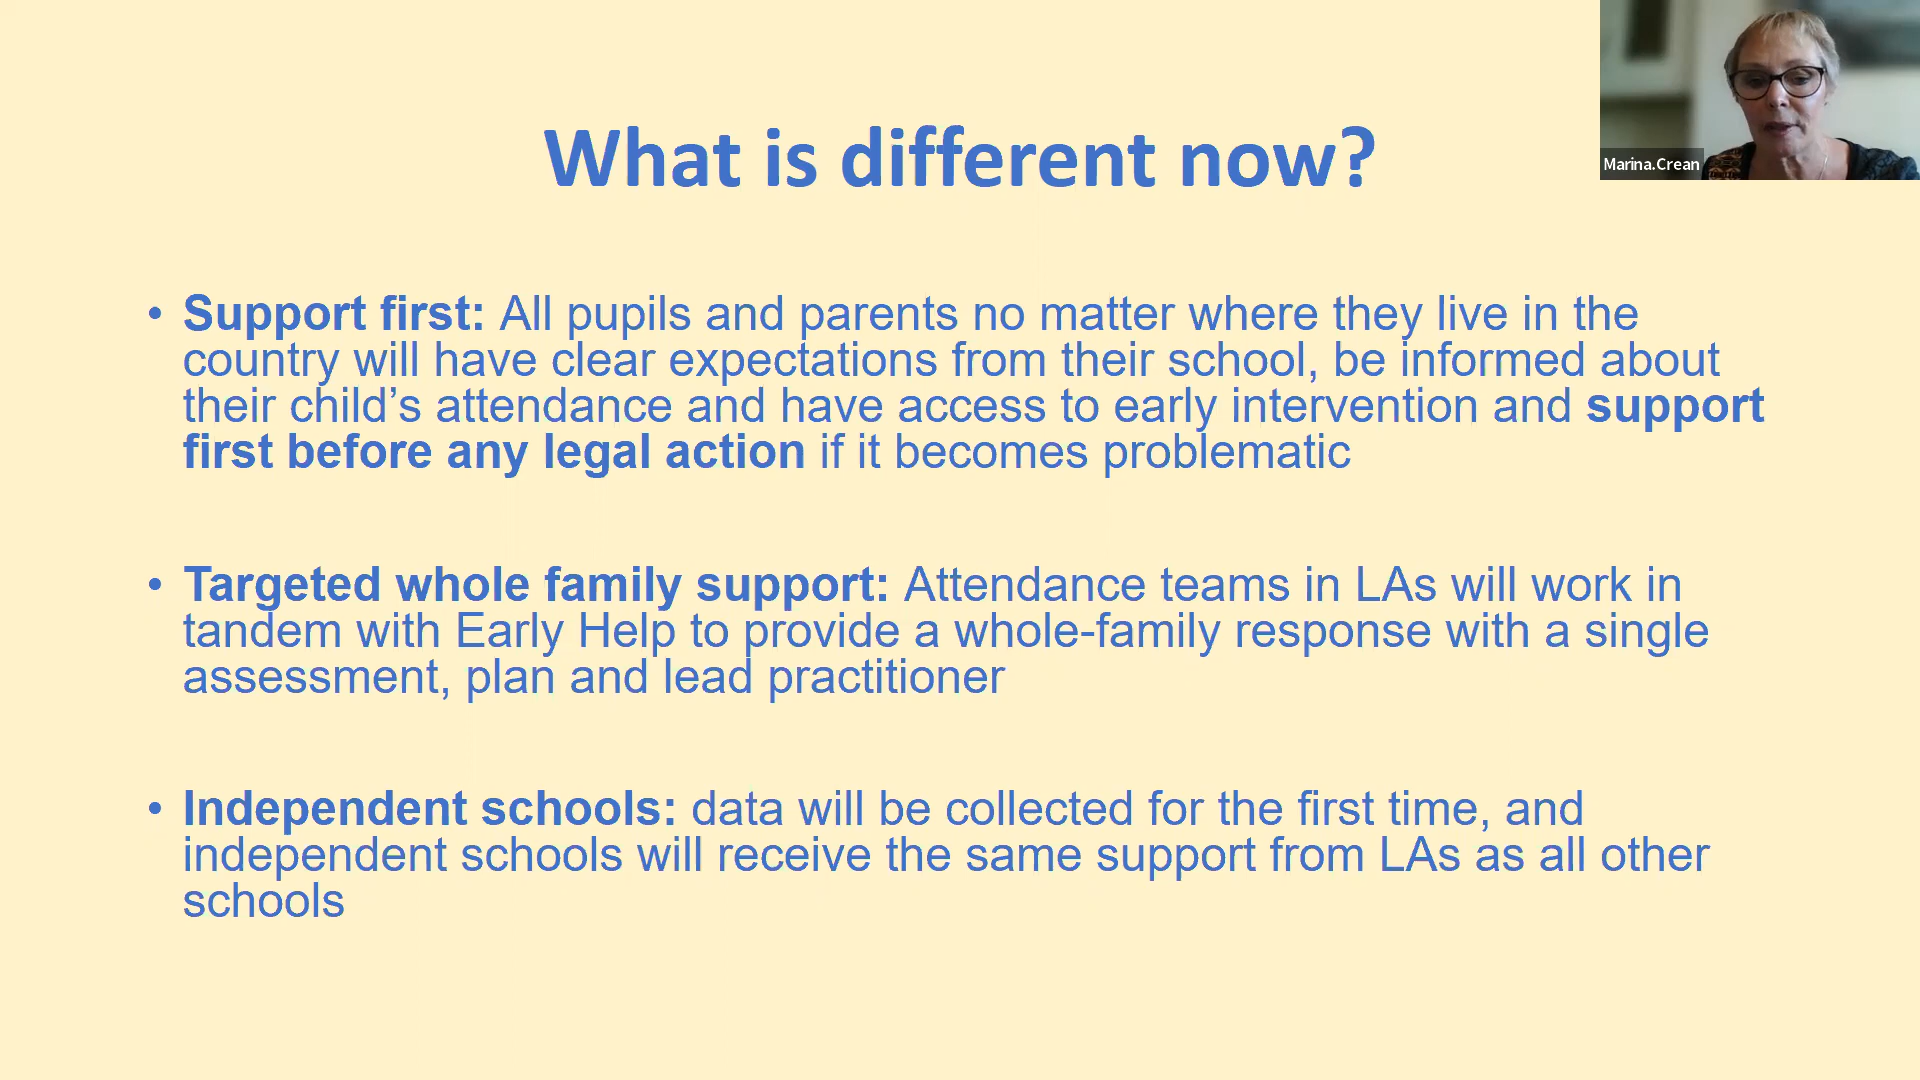 What is different now?
Marina.Crean
• Support first: All pupils and parents no matter where they live in the
country will have clear expectations from their school, be informed about
their child’s attendance and have access to early intervention and support
first before any legal action if it becomes problematic
• Targeted whole family support: Attendance teams in LAs will work in
tandem with Early Help to provide a whole-family response with a single
assessment, plan and lead practitioner
• Independent schools: data will be collected for the first time, and
independent schools will receive the same support from LAs as all other
schools